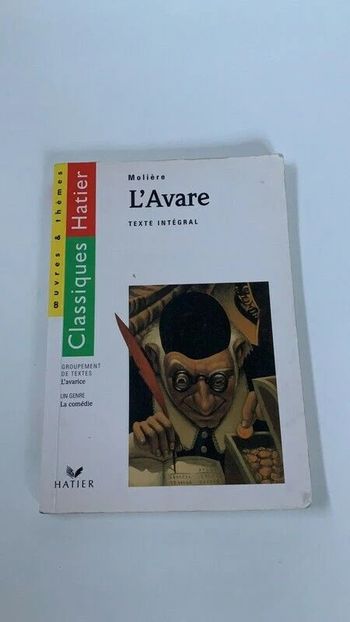 Molière
L'Avare
TEXTE INTÉGRAL
œuvres & thèmes
Classiques Hatier
GROUPEMENT
DE TEXTES
L'avarice
UN GENRE
La comédie
HATIER